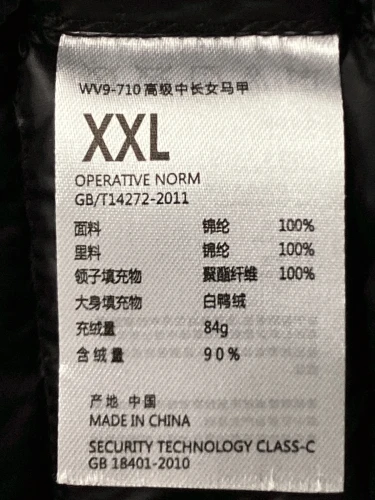 WV9-710高级中长女马甲
XXL
OPERATIVE NORM
GB/T14272-2011
面料 锦纶 100%
里料 锦纶 100%
领子填充物 聚酯纤维 100%
大身填充物 白鸭绒
充绒量 84g
含绒量 90%
产地 中国
MADE IN CHINA
SECURITY TECHNOLOGY CLASS-C
GB 18401-2010